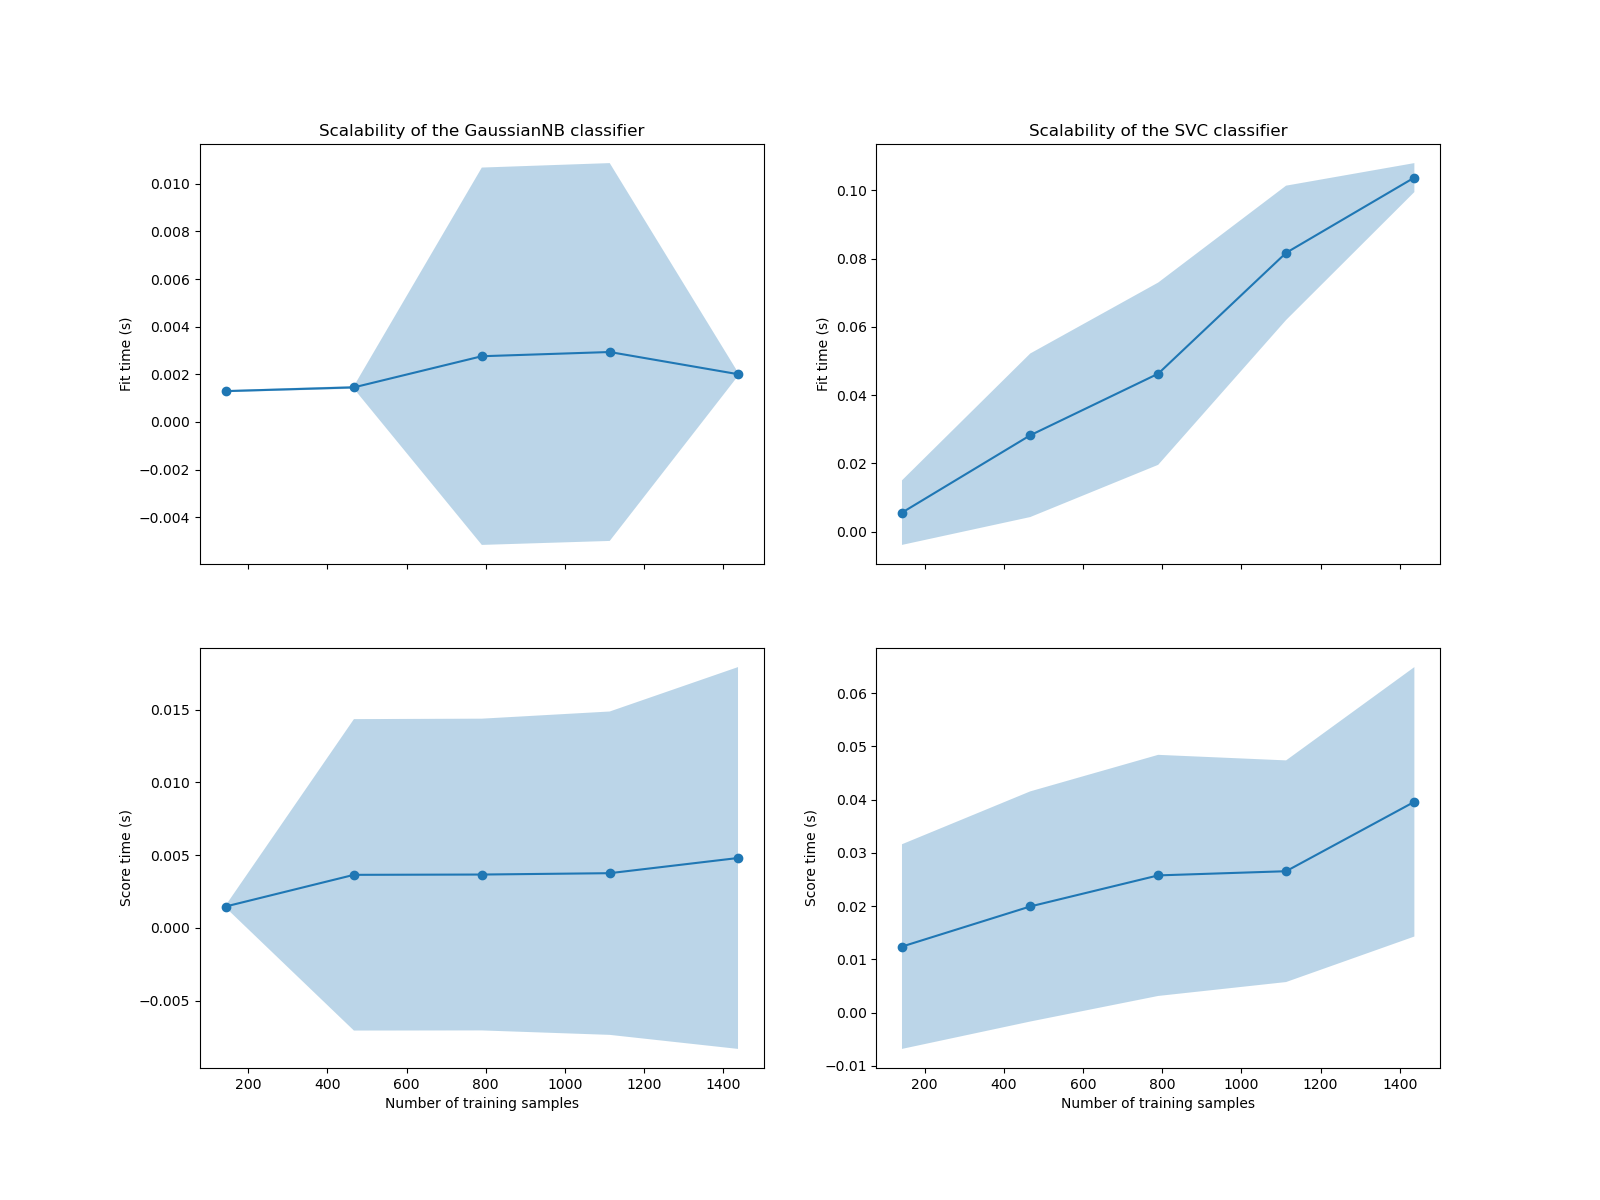 Scalability of the GaussianNB classifier
Fit time (s)
0.010
0.008
0.006
0.004
0.002
0.000
−0.002
−0.004
Scalability of the SVC classifier
Fit time (s)
0.10
0.08
0.06
0.04
0.02
0.00
Score time (s)
0.015
0.010
0.005
0.000
−0.005
200 400 600 800 1000 1200 1400
Number of training samples
Score time (s)
0.06
0.05
0.04
0.03
0.02
0.01
0.00
−0.01
200 400 600 800 1000 1200 1400
Number of training samples